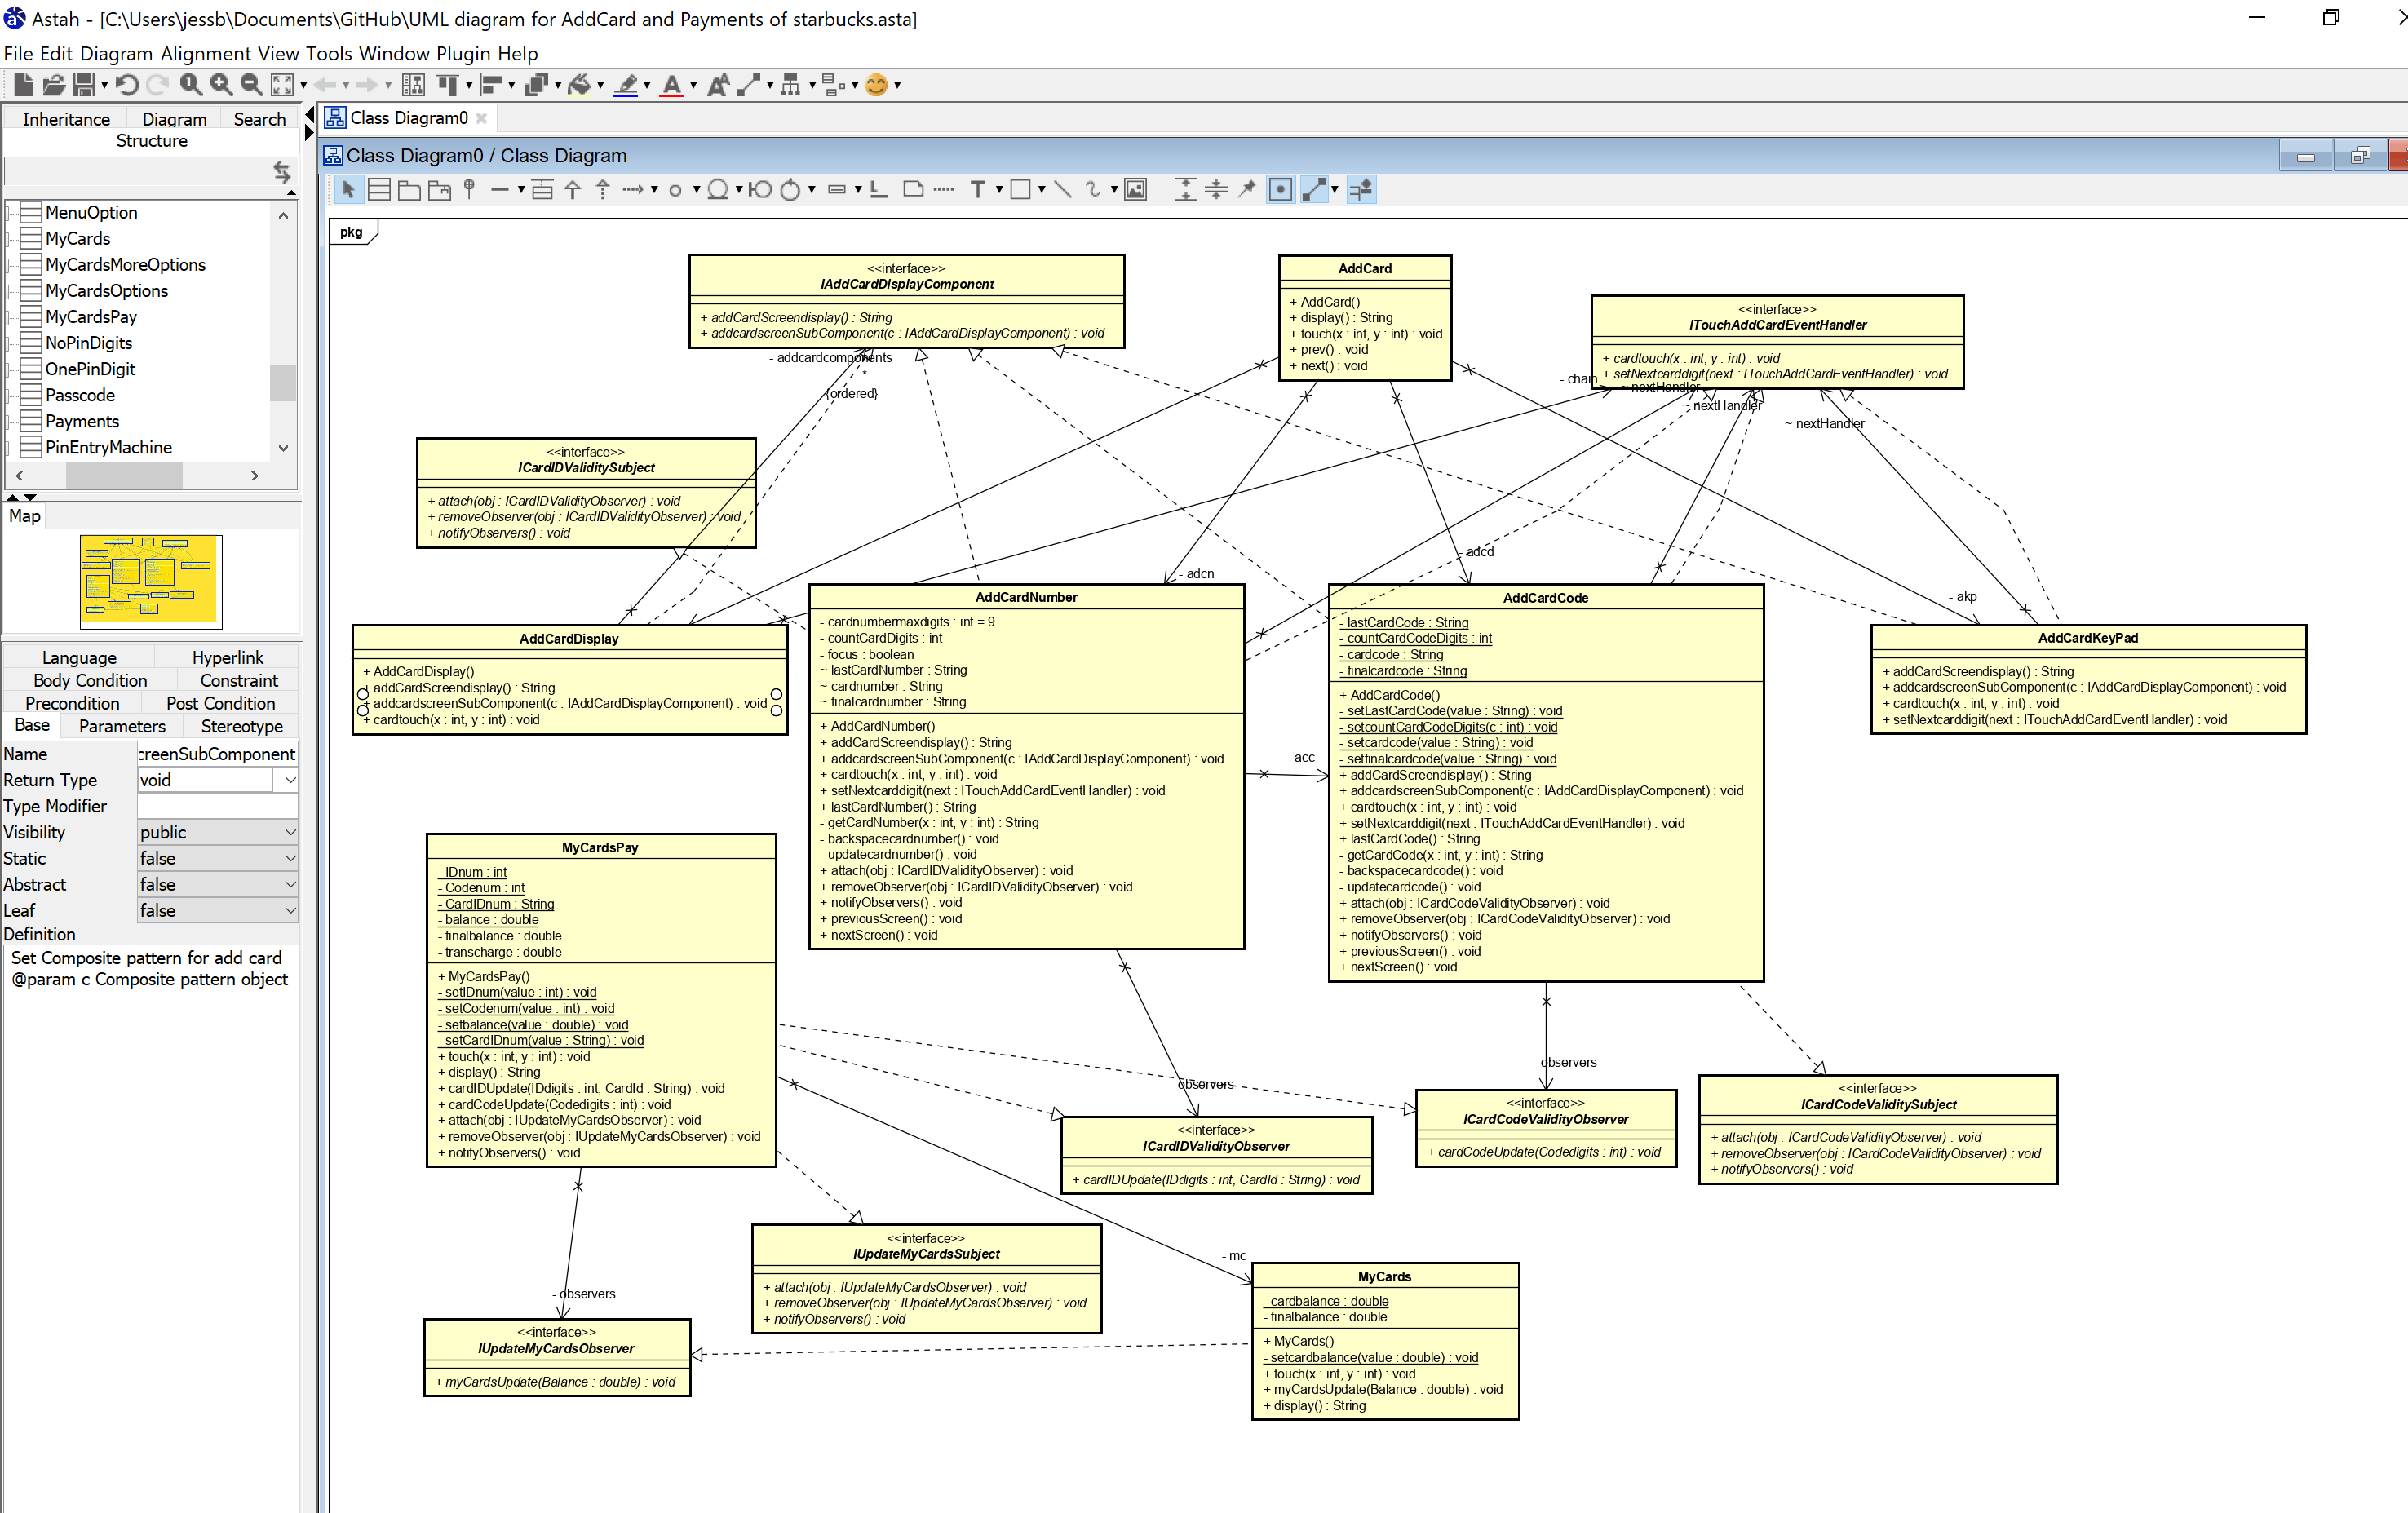 Astah - [C:\Users\jessb\Documents\GitHub\UML diagram for AddCard and Payments of starbucks.asta]
File Edit Diagram Alignment View Tools Window Plugin Help
Inheritance Diagram Search
Structure
MenuOption
MyCards
MyCardsMoreOptions
MyCardsOptions
MyCardsPay
NoPinDigits
OnePinDigit
Passcode
Payments
PinEntryMachine
Map
Language Hyperlink
Body Condition Constraint
Precondition Post Condition
Base Parameters Stereotype
Name creenSubComponent
Return Type void
Type Modifier
Visibility public
Static false
Abstract false
Leaf false
Definition
Set Composite pattern for add card
@param c Composite pattern object
Class Diagram0
Class Diagram0 / Class Diagram
pkg
<<interface>>
IAddCardDisplayComponent
+ addCardScreendisplay() : String
+ addcardscreenSubComponent(c : IAddCardDisplayComponent) : void
AddCard
+ AddCard()
+ display() : String
+ touch(x : int, y : int) : void
+ prev() : void
+ next() : void
<<interface>>
ITouchAddCardEventHandler
+ cardtouch(x : int, y : int) : void
+ setNextcarddigit(next : ITouchAddCardEventHandler) : void
- addcardcomponents
*
{ordered}
- chain
~ nextHandler
~ nextHandler
~ nextHandler
<<interface>>
ICardIDValiditySubject
+ attach(obj : ICardIDValidityObserver) : void
+ removeObserver(obj : ICardIDValidityObserver) : void
+ notifyObservers() : void
- adcn
- adcd
- akp
AddCardDisplay
+ AddCardDisplay()
+ addCardScreendisplay() : String
+ addcardscreenSubComponent(c : IAddCardDisplayComponent) : void
+ cardtouch(x : int, y : int) : void
AddCardNumber
- cardnumbermaxdigits : int = 9
- countCardDigits : int
- focus : boolean
~ lastCardNumber : String
~ cardnumber : String
~ finalcardnumber : String
+ AddCardNumber()
+ addCardScreendisplay() : String
+ addcardscreenSubComponent(c : IAddCardDisplayComponent) : void
+ cardtouch(x : int, y : int) : void
+ setNextcarddigit(next : ITouchAddCardEventHandler) : void
+ lastCardNumber() : String
- getCardNumber(x : int, y : int) : String
- backspacecardnumber() : void
- updatecardnumber() : void
+ attach(obj : ICardIDValidityObserver) : void
+ removeObserver(obj : ICardIDValidityObserver) : void
+ notifyObservers() : void
+ previousScreen() : void
+ nextScreen() : void
- acc
AddCardCode
- lastCardCode : String
- countCardCodeDigits : int
- cardcode : String
- finalcardcode : String
+ AddCardCode()
- setLastCardCode(value : String) : void
- setcountCardCodeDigits(c : int) : void
- setcardcode(value : String) : void
- setfinalcardcode(value : String) : void
+ addCardScreendisplay() : String
+ addcardscreenSubComponent(c : IAddCardDisplayComponent) : void
+ cardtouch(x : int, y : int) : void
+ setNextcarddigit(next : ITouchAddCardEventHandler) : void
+ lastCardCode() : String
- getCardCode(x : int, y : int) : String
- backspacecardcode() : void
- updatecardcode() : void
+ attach(obj : ICardCodeValidityObserver) : void
+ removeObserver(obj : ICardCodeValidityObserver) : void
+ notifyObservers() : void
+ previousScreen() : void
+ nextScreen() : void
AddCardKeyPad
+ addCardScreendisplay() : String
+ addcardscreenSubComponent(c : IAddCardDisplayComponent) : void
+ cardtouch(x : int, y : int) : void
+ setNextcarddigit(next : ITouchAddCardEventHandler) : void
MyCardsPay
- IDnum : int
- Codenum : int
- CardIDnum : String
- balance : double
- finalbalance : double
- transcharge : double
+ MyCardsPay()
- setIDnum(value : int) : void
- setCodenum(value : int) : void
- setbalance(value : double) : void
- setCardIDnum(value : String) : void
+ touch(x : int, y : int) : void
+ display() : String
+ cardIDUpdate(IDdigits : int, CardId : String) : void
+ cardCodeUpdate(Codedigits : int) : void
+ attach(obj : IUpdateMyCardsObserver) : void
+ removeObserver(obj : IUpdateMyCardsObserver) : void
+ notifyObservers() : void
- observers
- observers
<<interface>>
ICardIDValidityObserver
+ cardIDUpdate(IDdigits : int, CardId : String) : void
<<interface>>
ICardCodeValidityObserver
+ cardCodeUpdate(Codedigits : int) : void
<<interface>>
ICardCodeValiditySubject
+ attach(obj : ICardCodeValidityObserver) : void
+ removeObserver(obj : ICardCodeValidityObserver) : void
+ notifyObservers() : void
<<interface>>
IUpdateMyCardsSubject
+ attach(obj : IUpdateMyCardsObserver) : void
+ removeObserver(obj : IUpdateMyCardsObserver) : void
+ notifyObservers() : void
- mc
- observers
<<interface>>
IUpdateMyCardsObserver
+ myCardsUpdate(Balance : double) : void
MyCards
- cardbalance : double
- finalbalance : double
+ MyCards()
- setcardbalance(value : double) : void
+ touch(x : int, y : int) : void
+ myCardsUpdate(Balance : double) : void
+ display() : String